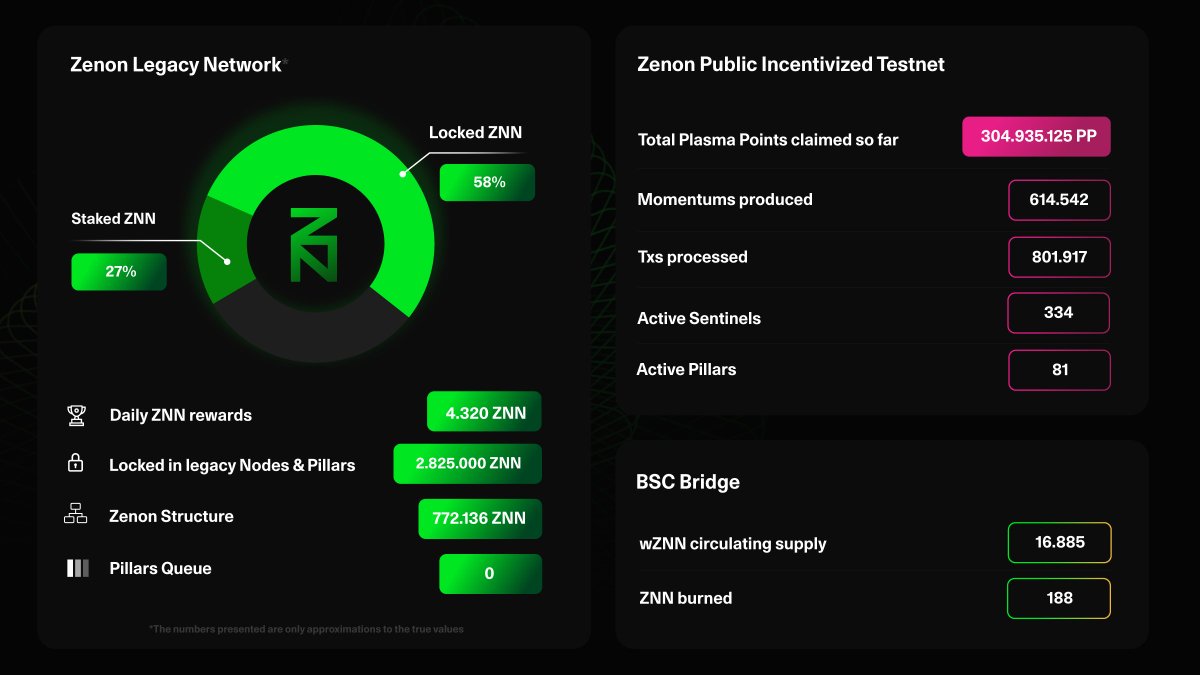 Zenon Legacy Network*
Locked ZNN
58%
Staked ZNN
27%
Daily ZNN rewards
4.320 ZNN
Locked in legacy Nodes & Pillars
2.825.000 ZNN
Zenon Structure
772.136 ZNN
Pillars Queue
0
*The numbers presented are only approximations to the true values
Zenon Public Incentivized Testnet
Total Plasma Points claimed so far
304.935.125 PP
Momentums produced
614.542
Txs processed
801.917
Active Sentinels
334
Active Pillars
81
BSC Bridge
wZNN circulating supply
16.885
ZNN burned
188